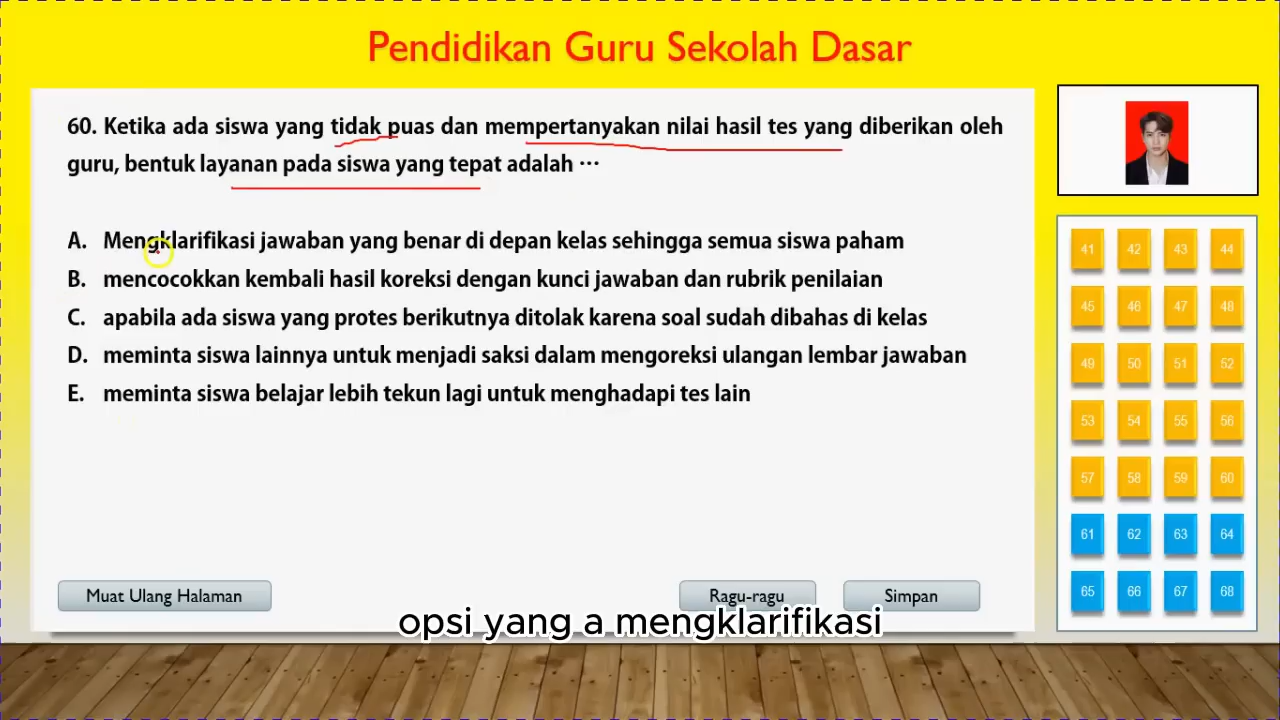 Pendidikan Guru Sekolah Dasar
60. Ketika ada siswa yang tidak puas dan mempertanyakan nilai hasil tes yang diberikan oleh
guru, bentuk layanan pada siswa yang tepat adalah ⋯
A. Mengklarifikasi jawaban yang benar di depan kelas sehingga semua siswa paham
B. mencocokkan kembali hasil koreksi dengan kunci jawaban dan rubrik penilaian
C. apabila ada siswa yang protes berikutnya ditolak karena soal sudah dibahas di kelas
D. meminta siswa lainnya untuk menjadi saksi dalam mengoreksi ulangan lembar jawaban
E. meminta siswa belajar lebih tekun lagi untuk menghadapi tes lain
41 42 43 44
45 46 47 48
49 50 51 52
53 54 55 56
57 58 59 60
61 62 63 64
65 66 67 68
Muat Ulang Halaman
Ragu-ragu
Simpan
opsi yang a mengklarifikasi